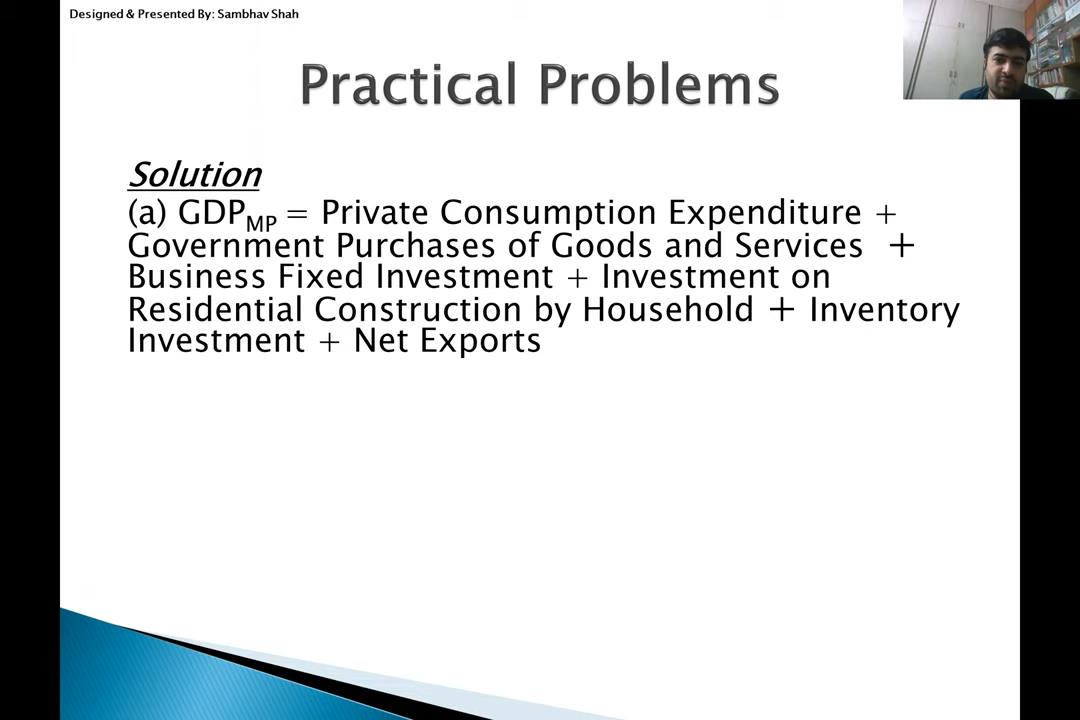 Designed & Presented By: Sambhav Shah
Practical Problems
Solution
(a) GDPMP = Private Consumption Expenditure +
Government Purchases of Goods and Services +
Business Fixed Investment + Investment on
Residential Construction by Household + Inventory
Investment + Net Exports